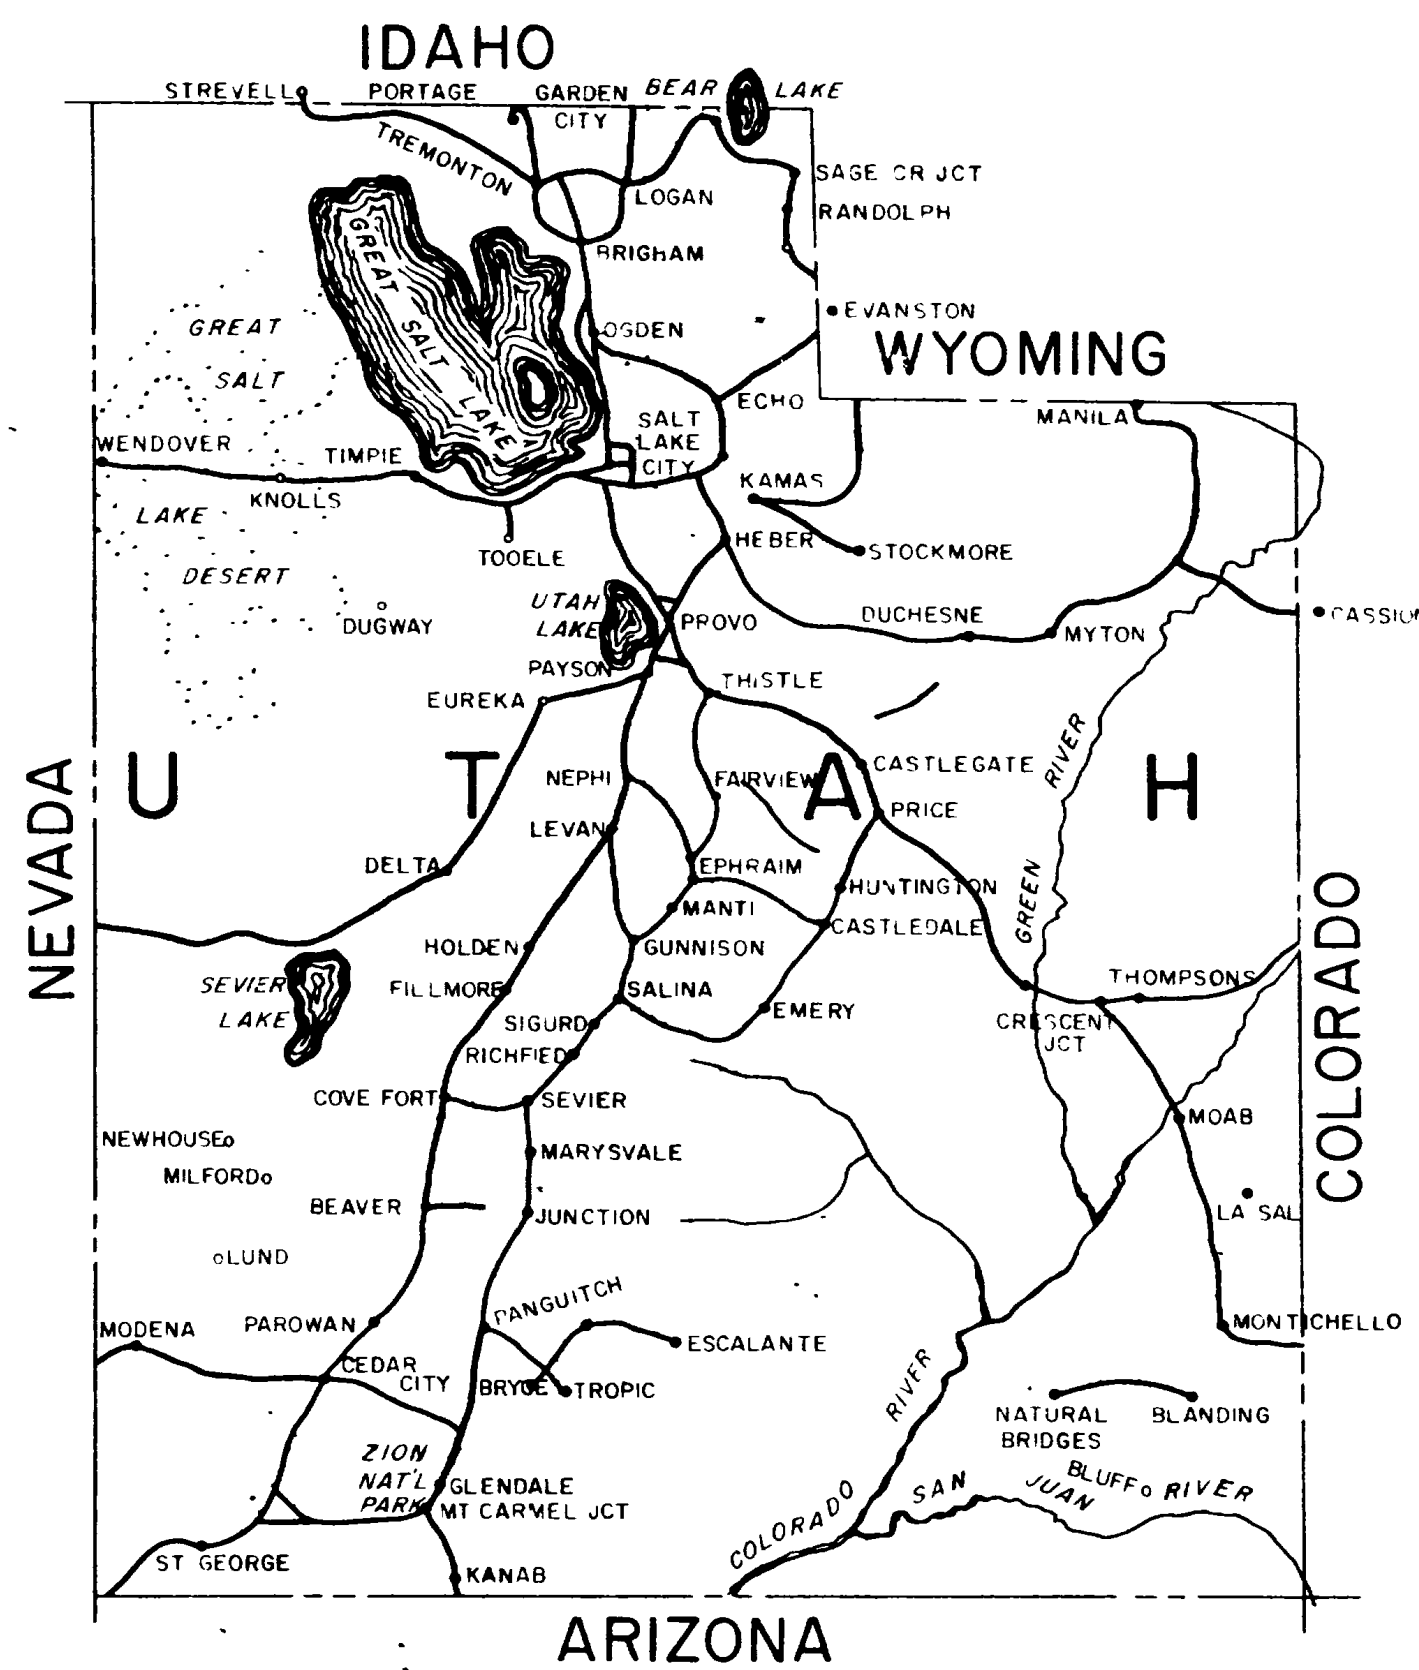 IDAHO
STREVELL
PORTAGE
GARDEN
CITY
BEAR
LAKE
TREMONTON
LOGAN
SAGE CR JCT
RANDOLPH
BRIGHAM
GREAT SALT LAKE
OGDEN
EVANSTON
WYOMING
GREAT
SALT
LAKE
DESERT
ECHO
SALT
LAKE
CITY
MANILA
WENDOVER
TIMPIE
KNOLLS
KAMAS
TOOELE
HEBER
STOCKMORE
DUGWAY
UTAH
LAKE
PROVO
DUCHESNE
MYTON
PAYSON
EUREKA
THISTLE
NEVADA
UTAH
NEPHI
FAIRVIEW
CASTLEGATE
GREEN RIVER
LEVAN
PRICE
DELTA
EPHRAIM
HUNTINGTON
MANTI
CASTLEDALE
COLORADO
HOLDEN
GUNNISON
SEVIER
LAKE
FILLMORE
SALINA
THOMPSONS
SIGURD
EMERY
CRESCENT
JCT
RICHFIED
COVE FORT
SEVIER
MOAB
NEWHOUSE
MILFORD
MARYSVALE
BEAVER
JUNCTION
LA SAL
LUND
PANGUITCH
MODENA
PAROWAN
MONTICHELLO
ESCALANTE
CEDAR
CITY
BRYCE
TROPIC
COLORADO RIVER
NATURAL
BRIDGES
BLANDING
ZION
NAT'L
PARK
GLENDALE
MT CARMEL JCT
SAN JUAN RIVER
BLUFF
ST GEORGE
KANAB
ARIZONA